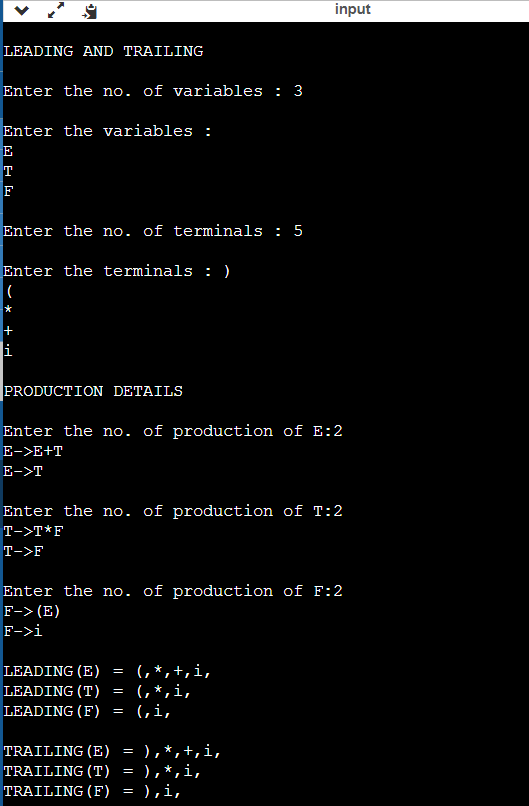 input
LEADING AND TRAILING
Enter the no. of variables : 3
Enter the variables :
E
T
F
Enter the no. of terminals : 5
Enter the terminals : )
(
*
+
i
PRODUCTION DETAILS
Enter the no. of production of E:2
E->E+T
E->T
Enter the no. of production of T:2
T->T*F
T->F
Enter the no. of production of F:2
F->(E)
F->i
LEADING(E) = (,*,+,i,
LEADING(T) = (,*,i,
LEADING(F) = (,i,
TRAILING(E) = ),*,+,i,
TRAILING(T) = ),*,i,
TRAILING(F) = ),i,